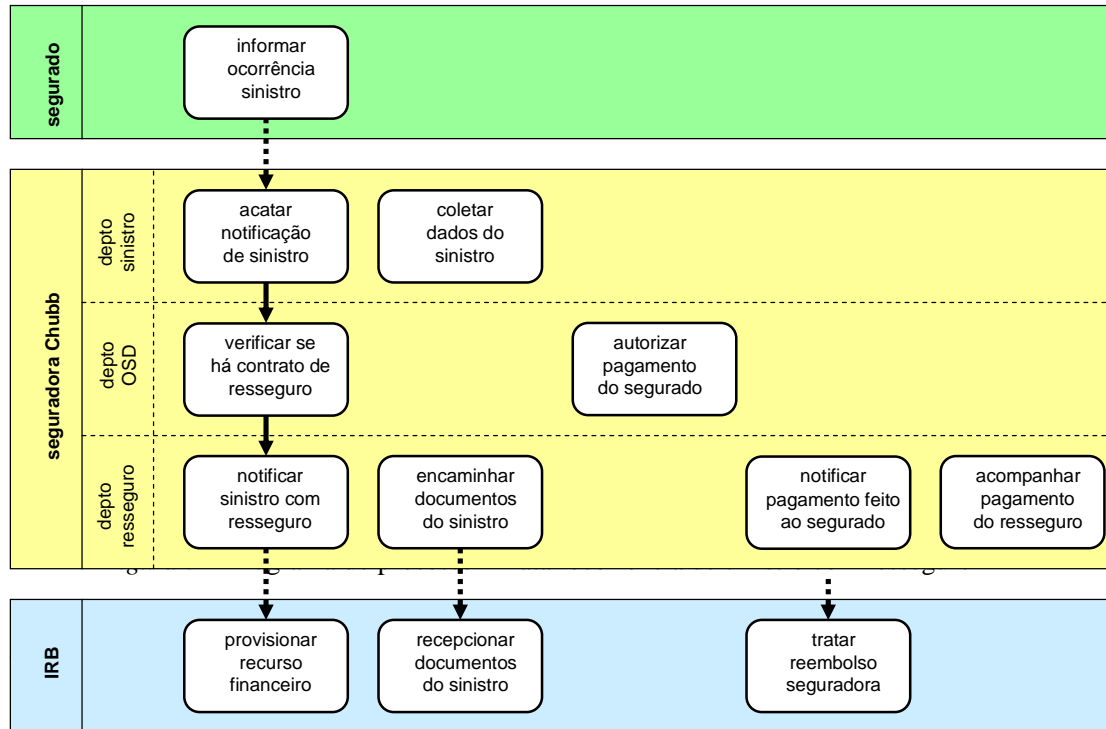 segurado
informar
ocorrência
sinistro
seguradora Chubb
depto
sinistro
acatar
notificação
de sinistro
coletar
dados do
sinistro
depto
OSD
verificar se
há contrato de
resseguro
autorizar
pagamento
do segurado
depto
resseguro
notificar
sinistro com
resseguro
encaminhar
documentos
do sinistro
notificar
pagamento feito
ao segurado
acompanhar
pagamento
do resseguro
IRB
provisionar
recurso
financeiro
recepcionar
documentos
do sinistro
tratar
reembolso
seguradora